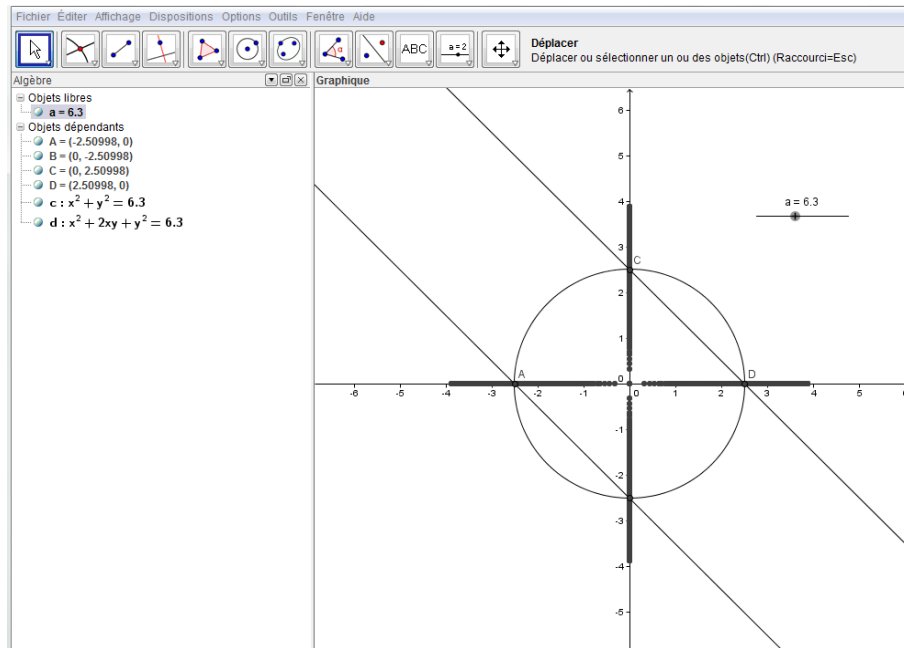 Fichier Éditer Affichage Dispositions Options Outils Fenêtre Aide
ABC
a=2
Déplacer
Déplacer ou sélectionner un ou des objets(Ctrl) (Raccourci=Esc)
Algèbre
Graphique
Objets libres
a = 6.3
Objets dépendants
A = (-2.50998, 0)
B = (0, -2.50998)
C = (0, 2.50998)
D = (2.50998, 0)
c : x² + y² = 6.3
d : x² + 2xy + y² = 6.3
6
5
4
a = 6.3
3
C
2
1
A
0
D
-6 -5 -4 -3 -2 -1 0 1 2 3 4 5 6
-1
-2
-3
-4
-5